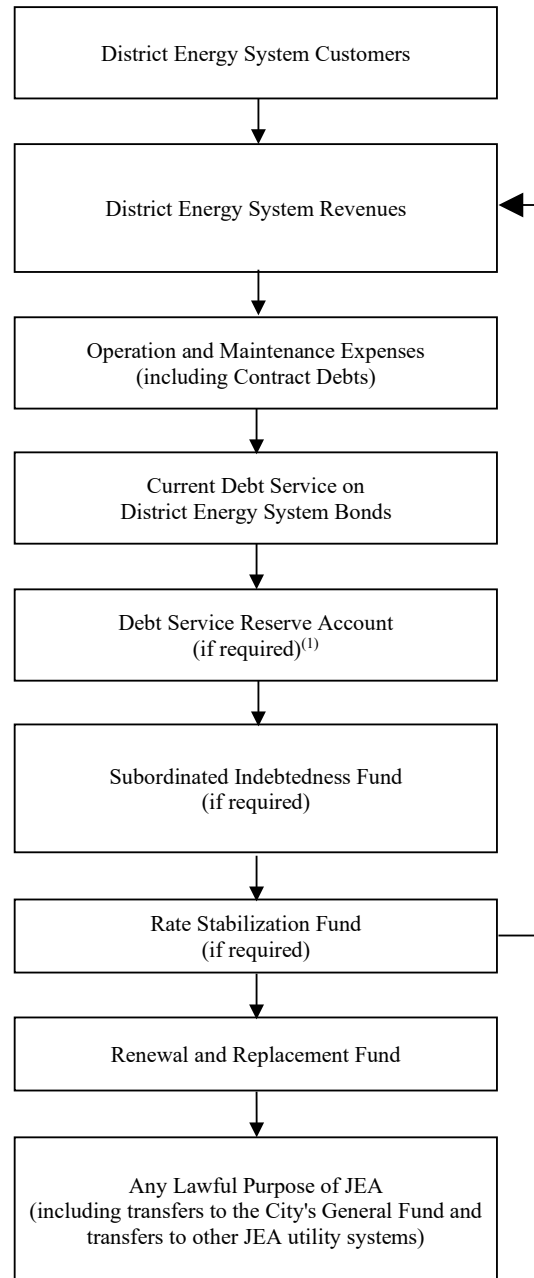 District Energy System Customers
District Energy System Revenues
Operation and Maintenance Expenses
(including Contract Debts)
Current Debt Service on
District Energy System Bonds
Debt Service Reserve Account
(if required)(1)
Subordinated Indebtedness Fund
(if required)
Rate Stabilization Fund
(if required)
Renewal and Replacement Fund
Any Lawful Purpose of JEA
(including transfers to the City's General Fund and
transfers to other JEA utility systems)